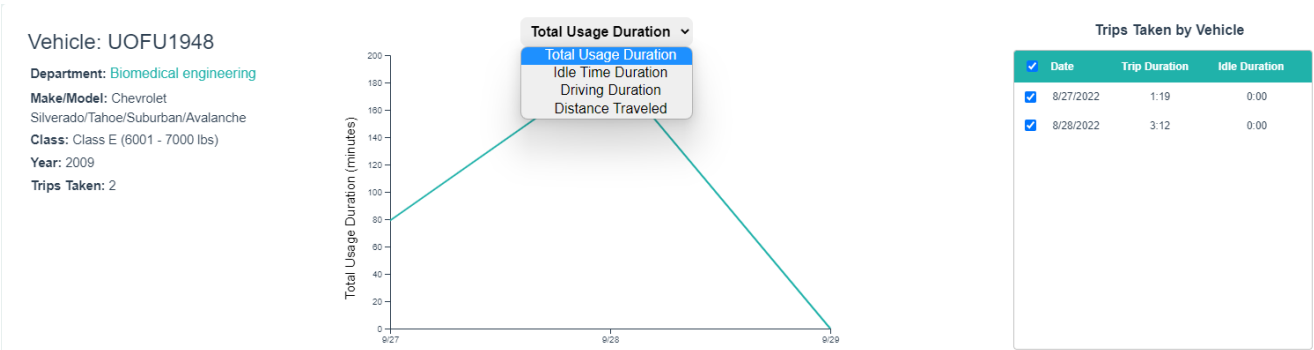 Vehicle: UOFU1948
Department: Biomedical engineering
Make/Model: Chevrolet
Silverado/Tahoe/Suburban/Avalanche
Class: Class E (6001 - 7000 lbs)
Year: 2009
Trips Taken: 2
Total Usage Duration
Total Usage Duration
Idle Time Duration
Driving Duration
Distance Traveled
Total Usage Duration (minutes)
200
180
160
140
120
100
80
60
40
20
0
9/27 9/28 9/29
Trips Taken by Vehicle
Date Trip Duration Idle Duration
8/27/2022 1:19 0:00
8/28/2022 3:12 0:00